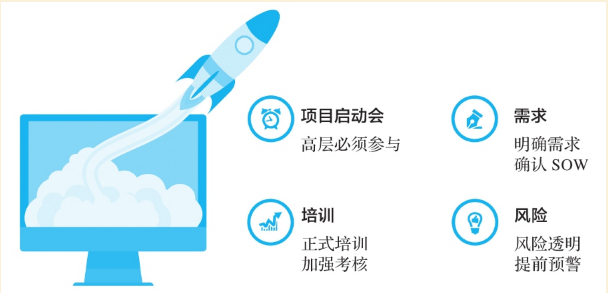 项目启动会
高层必须参与
需求
明确需求
确认 SOW
培训
正式培训
加强考核
风险
风险透明
提前预警